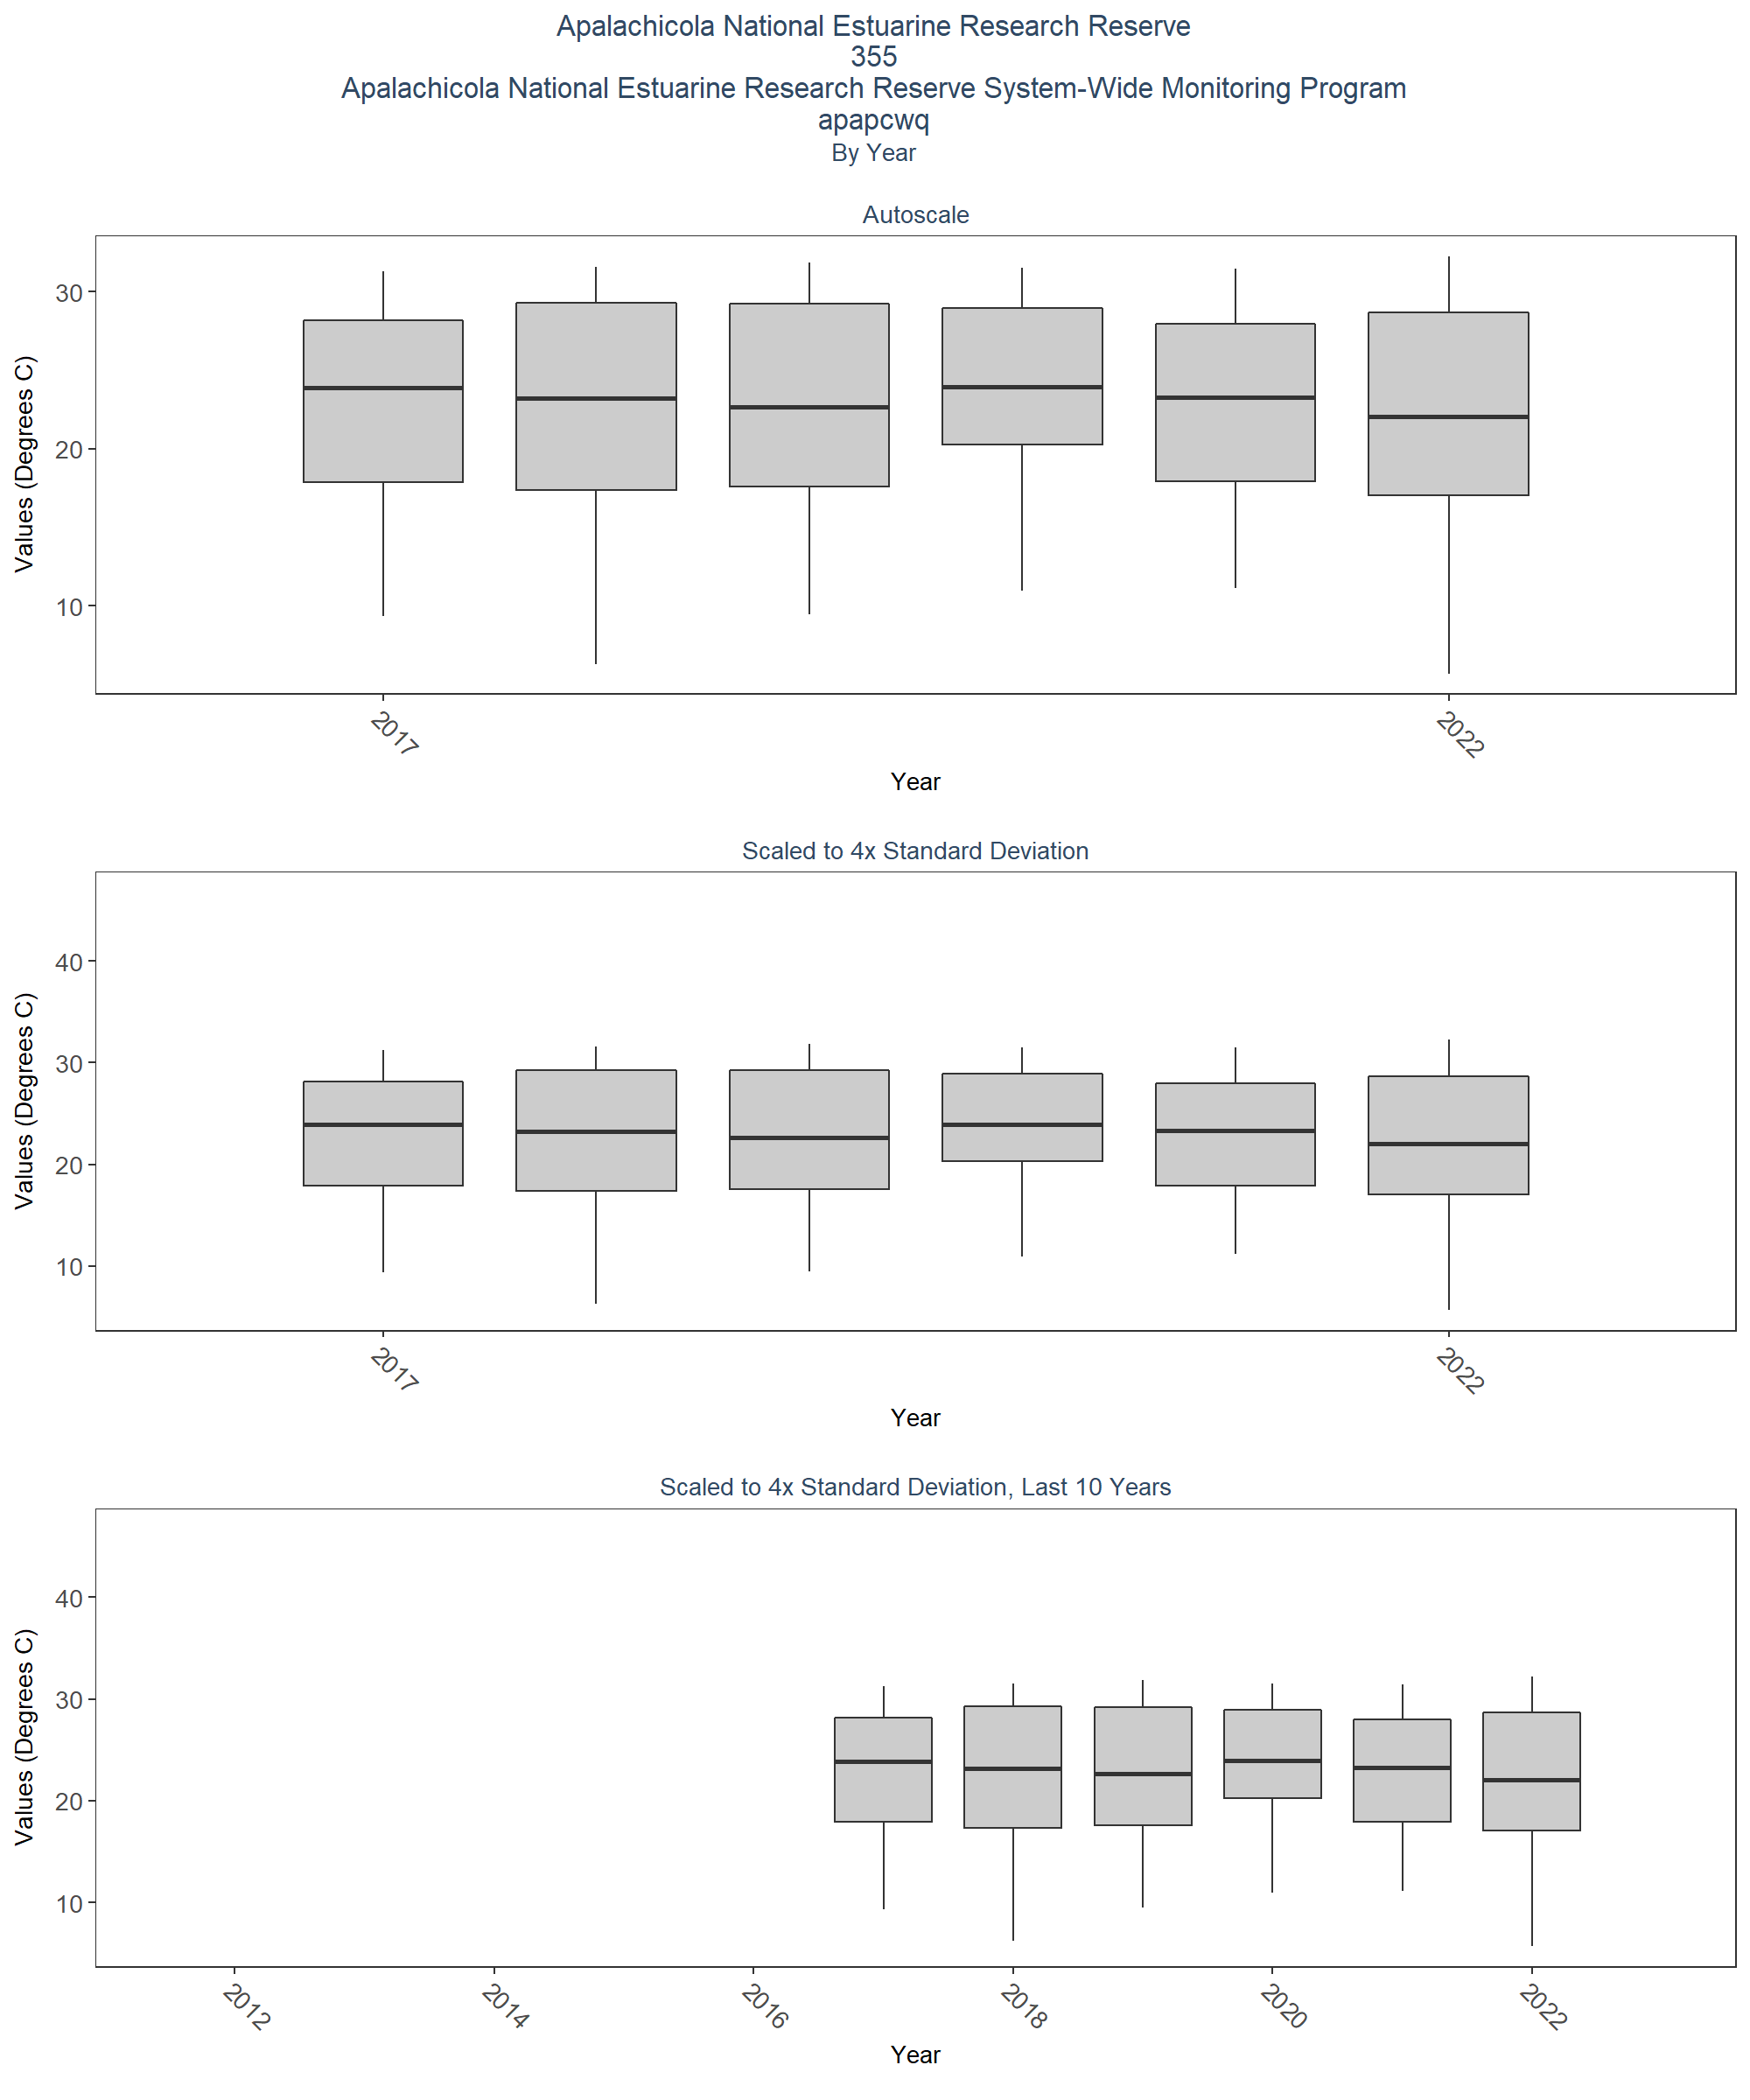 Apalachicola National Estuarine Research Reserve
355
Apalachicola National Estuarine Research Reserve System-Wide Monitoring Program
apapcwq
By Year
Autoscale
Values (Degrees C)
30
20
10
2017
2022
Year
Scaled to 4x Standard Deviation
Values (Degrees C)
40
30
20
10
2017
2022
Year
Scaled to 4x Standard Deviation, Last 10 Years
Values (Degrees C)
40
30
20
10
2012
2014
2016
2018
2020
2022
Year